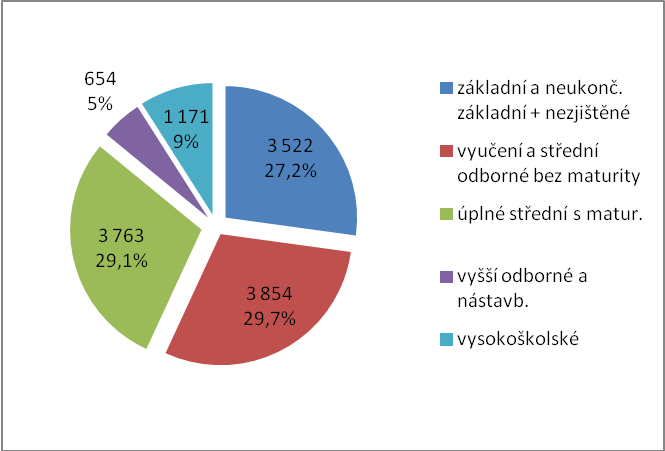 654
5%
1 171
9%
3 522
27,2%
3 763
29,1%
3 854
29,7%
základní a neukonč.
základní + nezjištěné
vyučení a střední
odborné bez maturity
úplné střední s matur.
vyšší odborné a
nástavb.
vysokoškolské